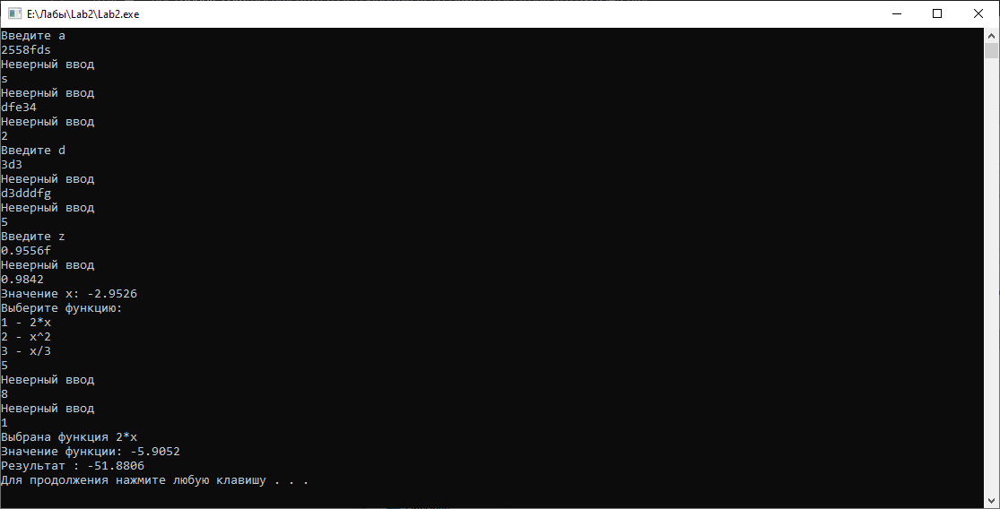 E:\Лабы\Lab2\Lab2.exe
Введите a
2558fds
Неверный ввод
s
Неверный ввод
dfe34
Неверный ввод
2
Введите d
3d3
Неверный ввод
d3dddfg
Неверный ввод
5
Введите z
0.9556f
Неверный ввод
0.9842
Значение x: -2.9526
Выберите функцию:
1 - 2*x
2 - x^2
3 - x/3
5
Неверный ввод
8
Неверный ввод
1
Выбрана функция 2*x
Значение функции: -5.9052
Результат : -51.8806
Для продолжения нажмите любую клавишу . . .